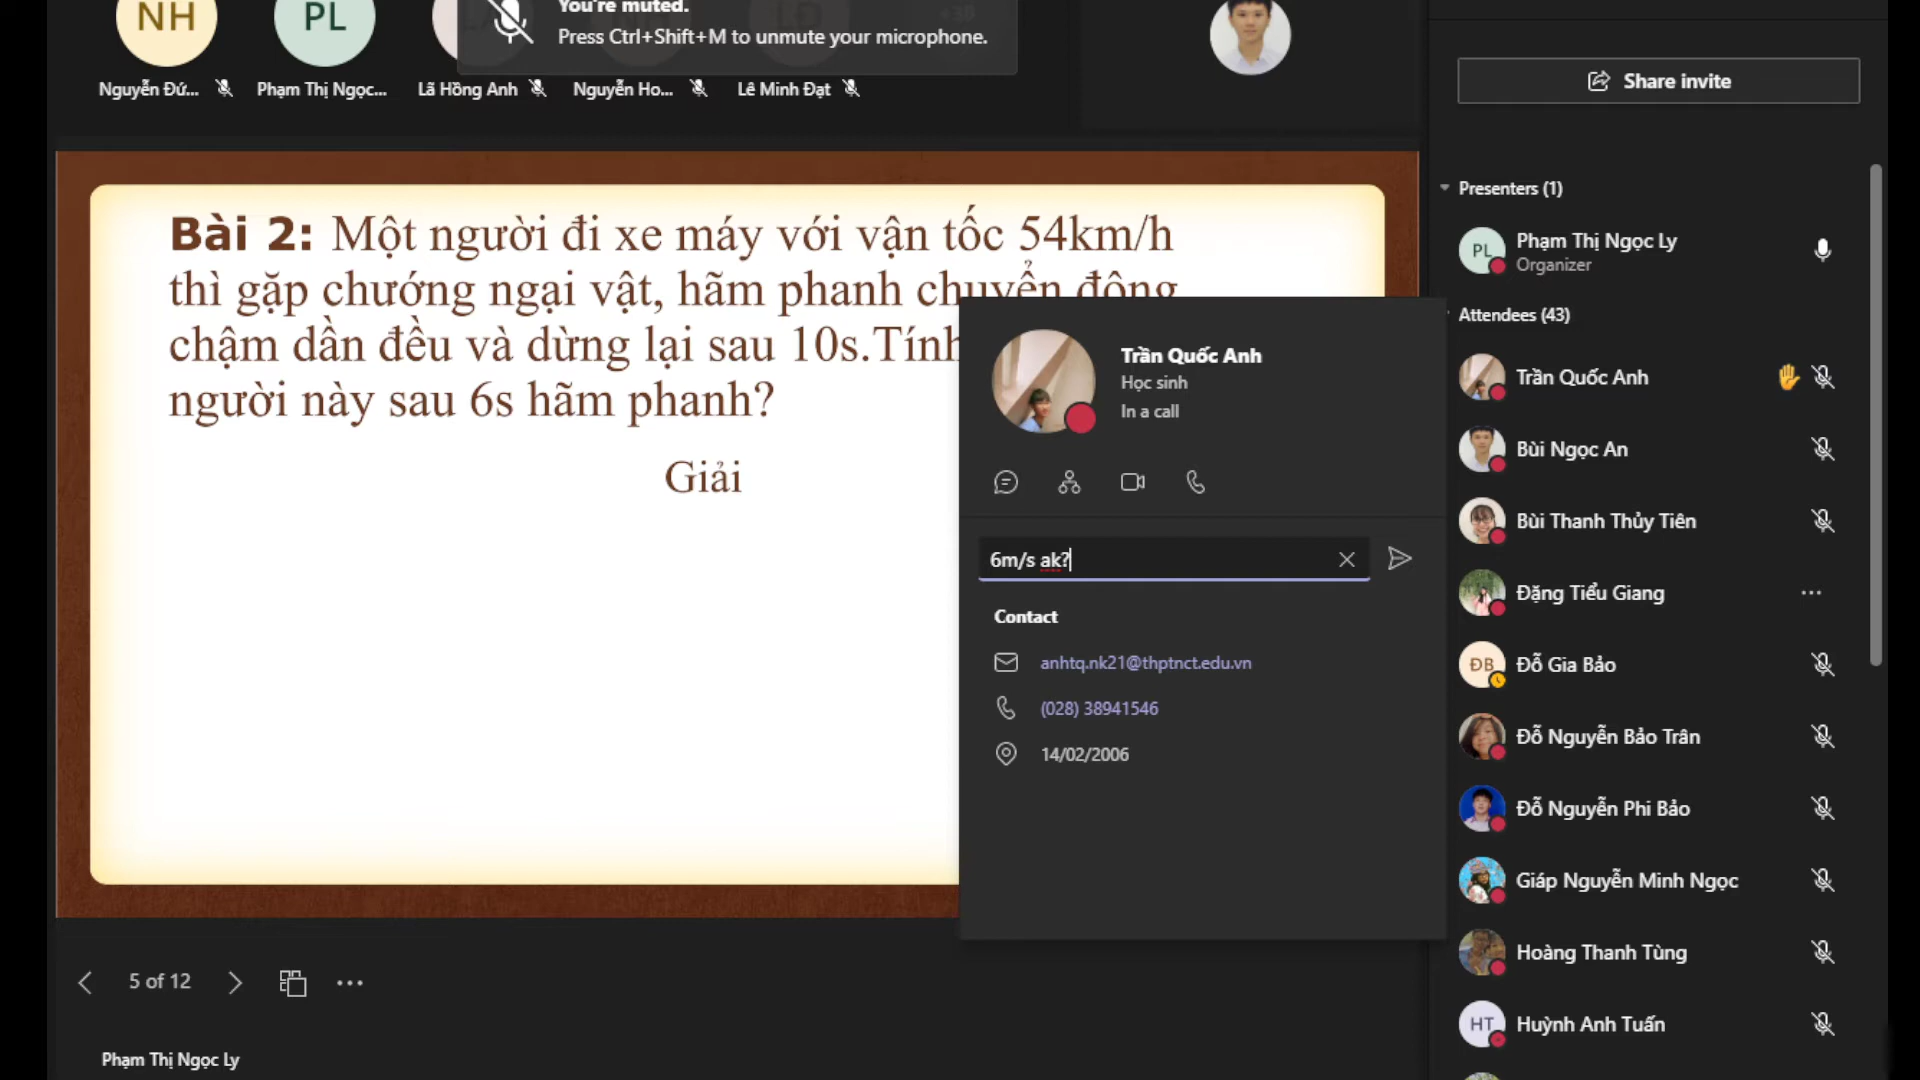 You're muted.
Press Ctrl+Shift+M to unmute your microphone.
NH
PL
Nguyễn Đứ...
Phạm Thị Ngọc...
Lã Hồng Anh
Nguyễn Ho...
Lê Minh Đạt
Share invite
Bài 2: Một người đi xe máy với vận tốc 54km/h
thì gặp chướng ngại vật, hãm phanh chuyển động
chậm dần đều và dừng lại sau 10s.Tính
người này sau 6s hãm phanh?
Giải
Trần Quốc Anh
Học sinh
In a call
6m/s ak?
Contact
anhtq.nk21@thptnct.edu.vn
(028) 38941546
14/02/2006
Presenters (1)
PL
Phạm Thị Ngọc Ly
Organizer
Attendees (43)
Trần Quốc Anh
Bùi Ngọc An
Bùi Thanh Thủy Tiên
Đặng Tiểu Giang
ĐB
Đỗ Gia Bảo
Đỗ Nguyễn Bảo Trân
Đỗ Nguyễn Phi Bảo
Giáp Nguyễn Minh Ngọc
Hoàng Thanh Tùng
HT
Huỳnh Anh Tuấn
5 of 12
Phạm Thị Ngọc Ly